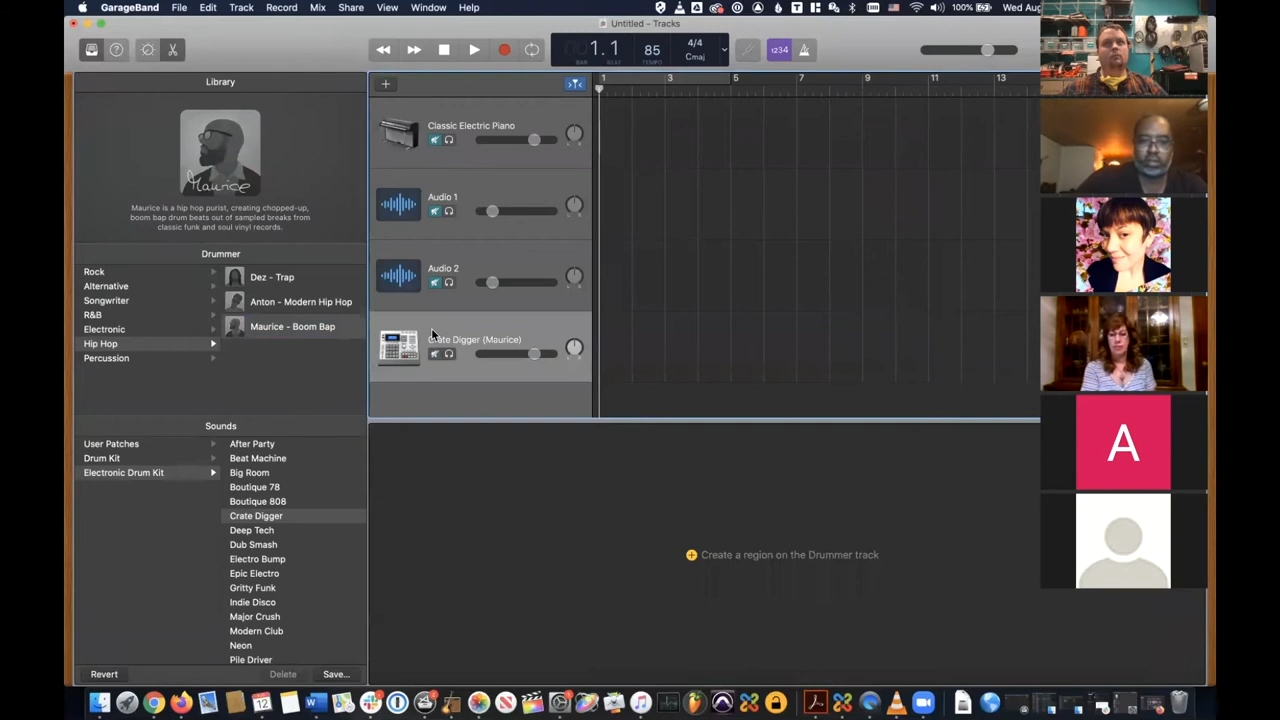 GarageBand File Edit Track Record Mix Share View Window Help
100% Wed Aug
Untitled - Tracks
1.1 85 4/4
Cmaj
BAR BEAT TEMPO
1234
Library
Maurice
Maurice is a hip hop purist, creating chopped-up,
boom bap drum beats out of sampled breaks from
classic funk and soul vinyl records.
Drummer
Rock
Alternative
Songwriter
R&B
Electronic
Hip Hop
Percussion
Dez - Trap
Anton - Modern Hip Hop
Maurice - Boom Bap
Sounds
User Patches
Drum Kit
Electronic Drum Kit
After Party
Beat Machine
Big Room
Boutique 78
Boutique 808
Crate Digger
Deep Tech
Dub Smash
Electro Bump
Epic Electro
Gritty Funk
Indie Disco
Major Crush
Modern Club
Neon
Pile Driver
Revert Delete Save...
1 3 5 7 9 11 13
Classic Electric Piano
Audio 1
Audio 2
Crate Digger (Maurice)
Create a region on the Drummer track
A